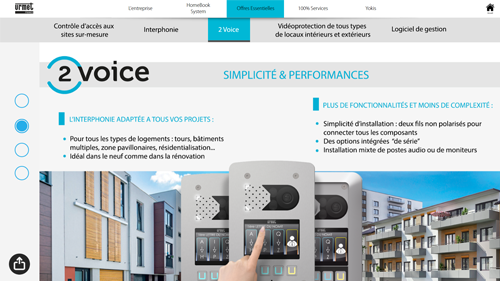 urmet
L'entreprise
HomeBook
System
Offres Essentielles
100% Services
Yokis
Contrôle d'accès aux
sites sur-mesure
Interphonie
2 Voice
Vidéoprotection de tous types
de locaux intérieurs et extérieurs
Logiciel de gestion
2 voice
SIMPLICITÉ & PERFORMANCES
L'INTERPHONIE ADAPTÉE A TOUS VOS PROJETS :
• Pour tous les types de logements : tours, bâtiments
multiples, zone pavillonaires, résidentialisation...
• Idéal dans le neuf comme dans la rénovation
PLUS DE FONCTIONNALITÉS ET MOINS DE COMPLEXITÉ :
• Simplicité d'installation : deux fils non polarisés pour
connecter tous les composants
• Des options intégrées "de série"
• Installation mixte de postes audio ou de moniteurs